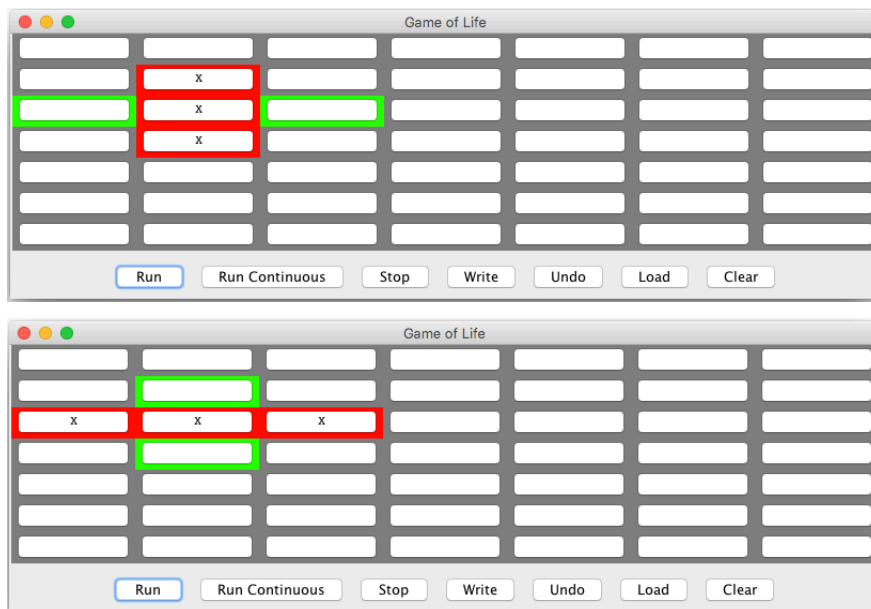 Game of Life
x
x
x
Run Run Continuous Stop Write Undo Load Clear
Game of Life
x x x
Run Run Continuous Stop Write Undo Load Clear